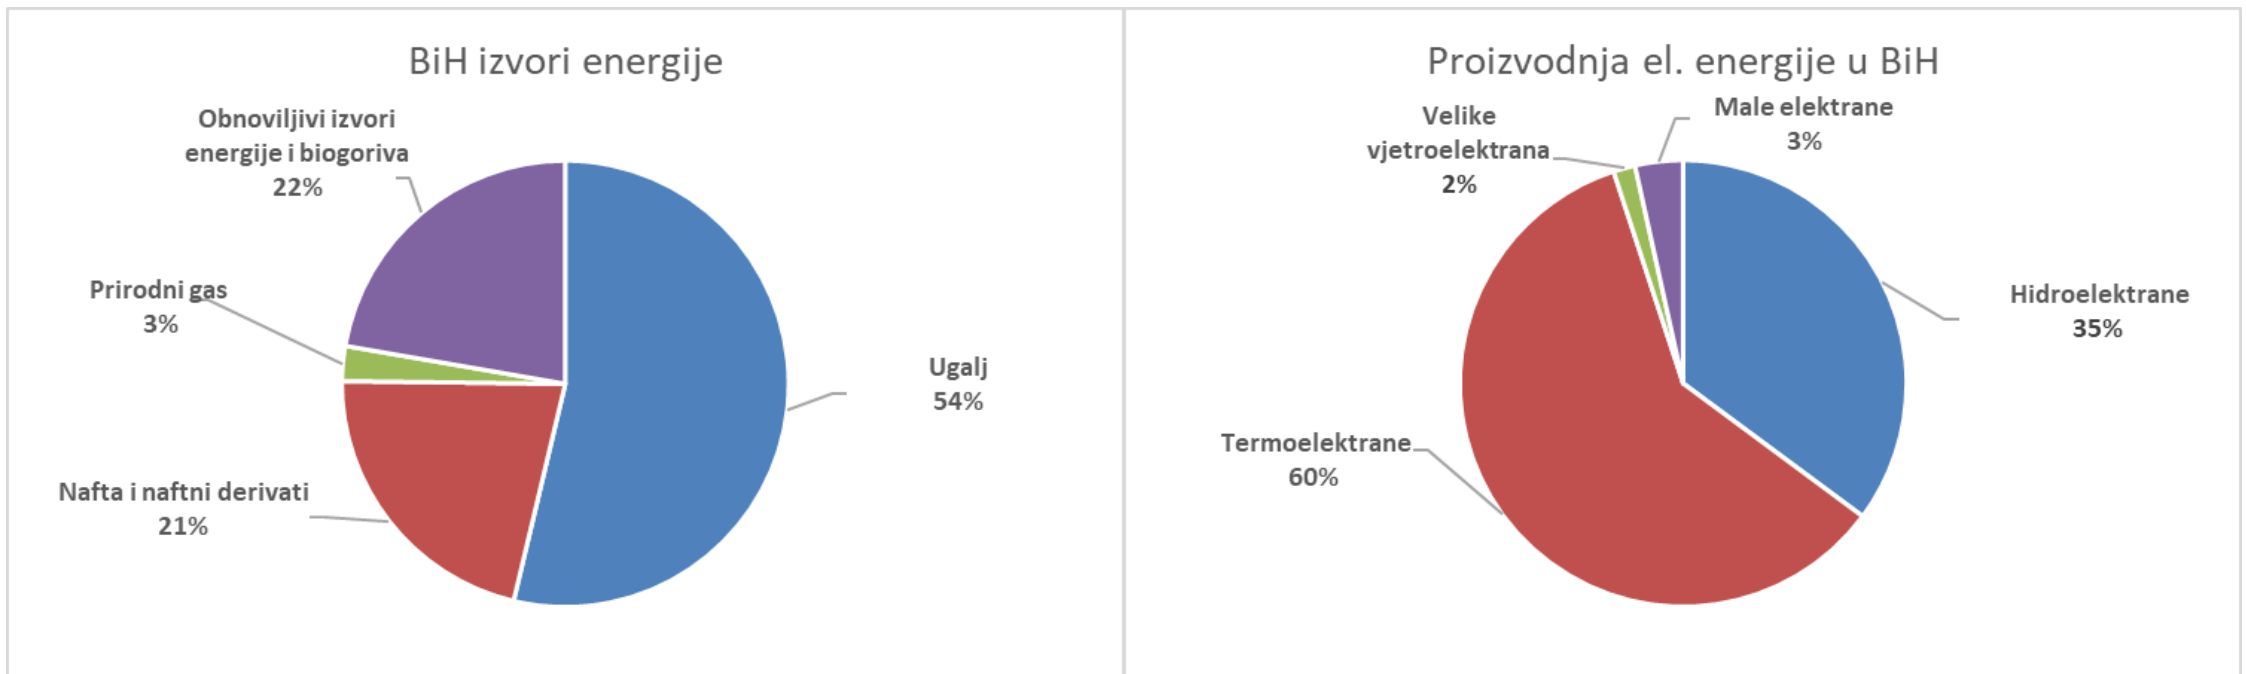 BiH izvori energije
Obnoviljivi izvori
energije i biogoriva
22%
Prirodni gas
3%
Nafta i naftni derivati
21%
Ugalj
54%
Proizvodnja el. energije u BiH
Velike
vjetroelektrana
2%
Male elektrane
3%
Hidroelektrane
35%
Termoelektrane
60%